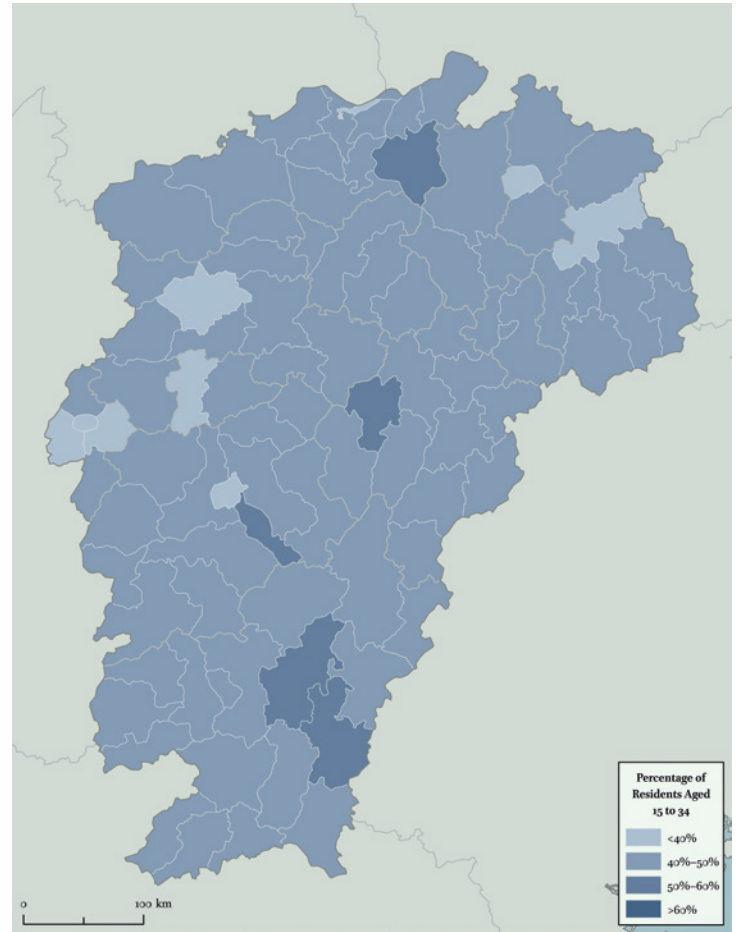 Percentage of
Residents Aged
15 to 34
<40%
40%–50%
50%–60%
>60%
0 100 km